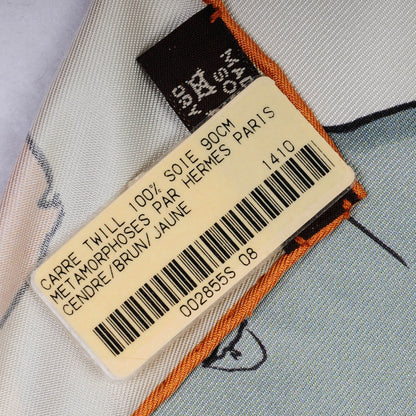 CARRE TWILL 100% SOIE 90CM
METAMORPHOSES PAR HERMES PARIS
CENDRE/BRUN/JAUNE
1410
002855S 08